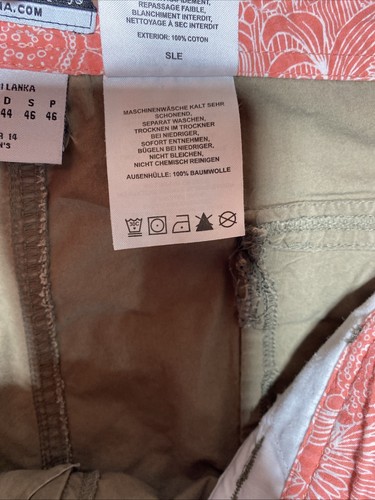 A.COM
REPASSAGE FAIBLE,
BLANCHIMENT INTERDIT,
NETTOYAGE À SEC INTERDIT
EXTERIOR: 100% COTON
SLE
LANKA
D S P
44 46 46
14
N'S
MASCHINENWÄSCHE KALT SEHR
SCHONEND,
SEPARAT WASCHEN,
TROCKNEN IM TROCKNER
BEI NIEDRIGER,
SOFORT ENTNEHMEN,
BÜGELN BEI NIEDRIG,
NICHT BLEICHEN,
NICHT CHEMISCH REINIGEN
AUßENHÜLLE: 100% BAUMWOLLE